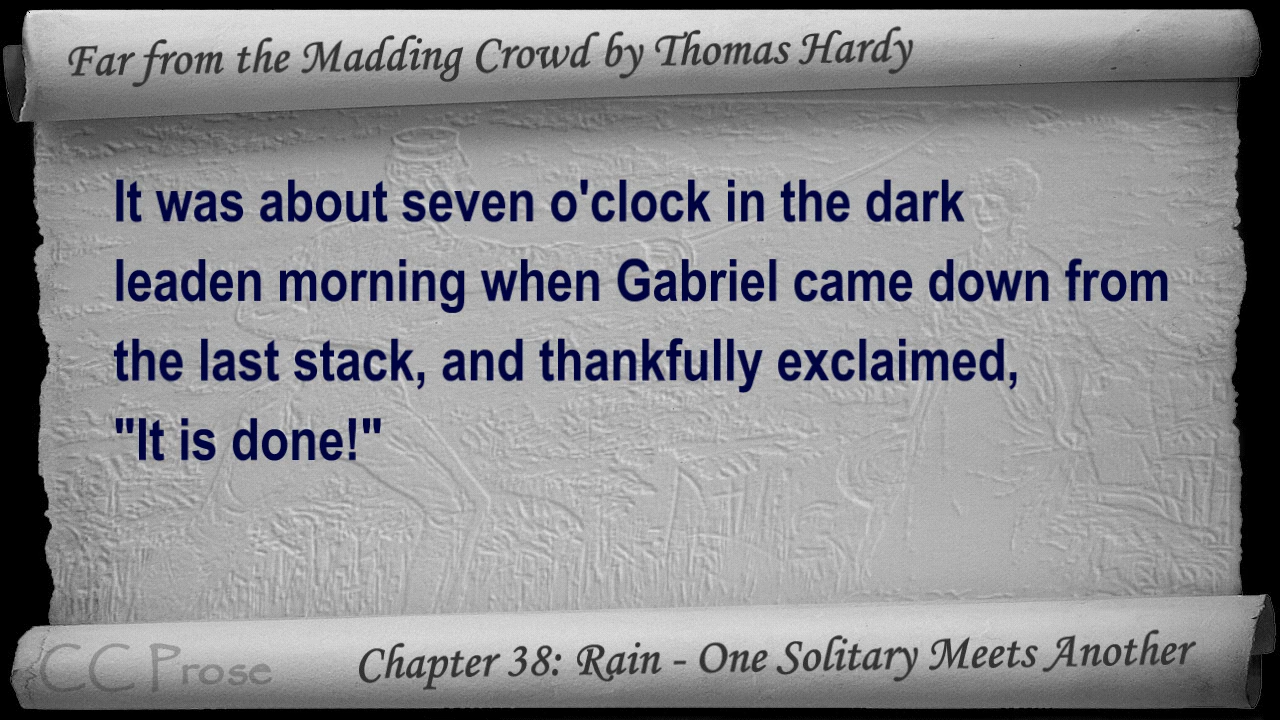 Far from the Madding Crowd by Thomas Hardy
It was about seven o'clock in the dark
leaden morning when Gabriel came down from
the last stack, and thankfully exclaimed,
"It is done!"
CC Prose
Chapter 38: Rain - One Solitary Meets Another